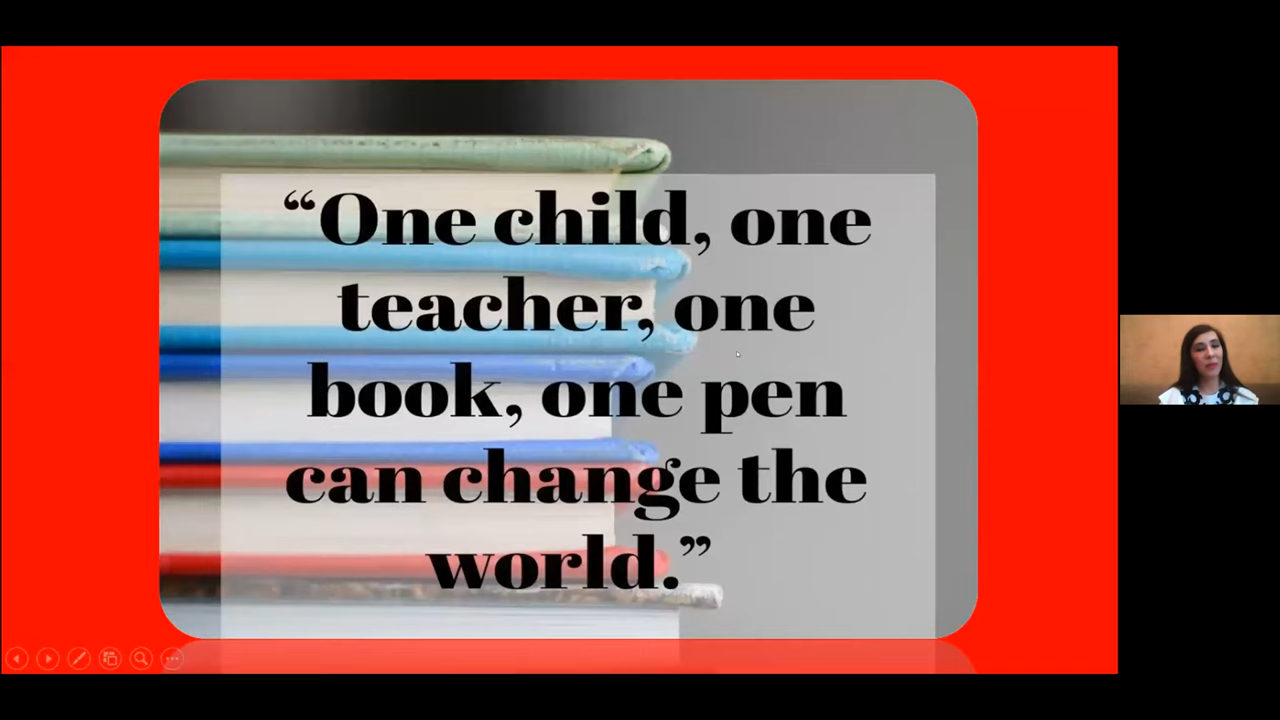 “One child, one
teacher, one
book, one pen
can change the
world.”